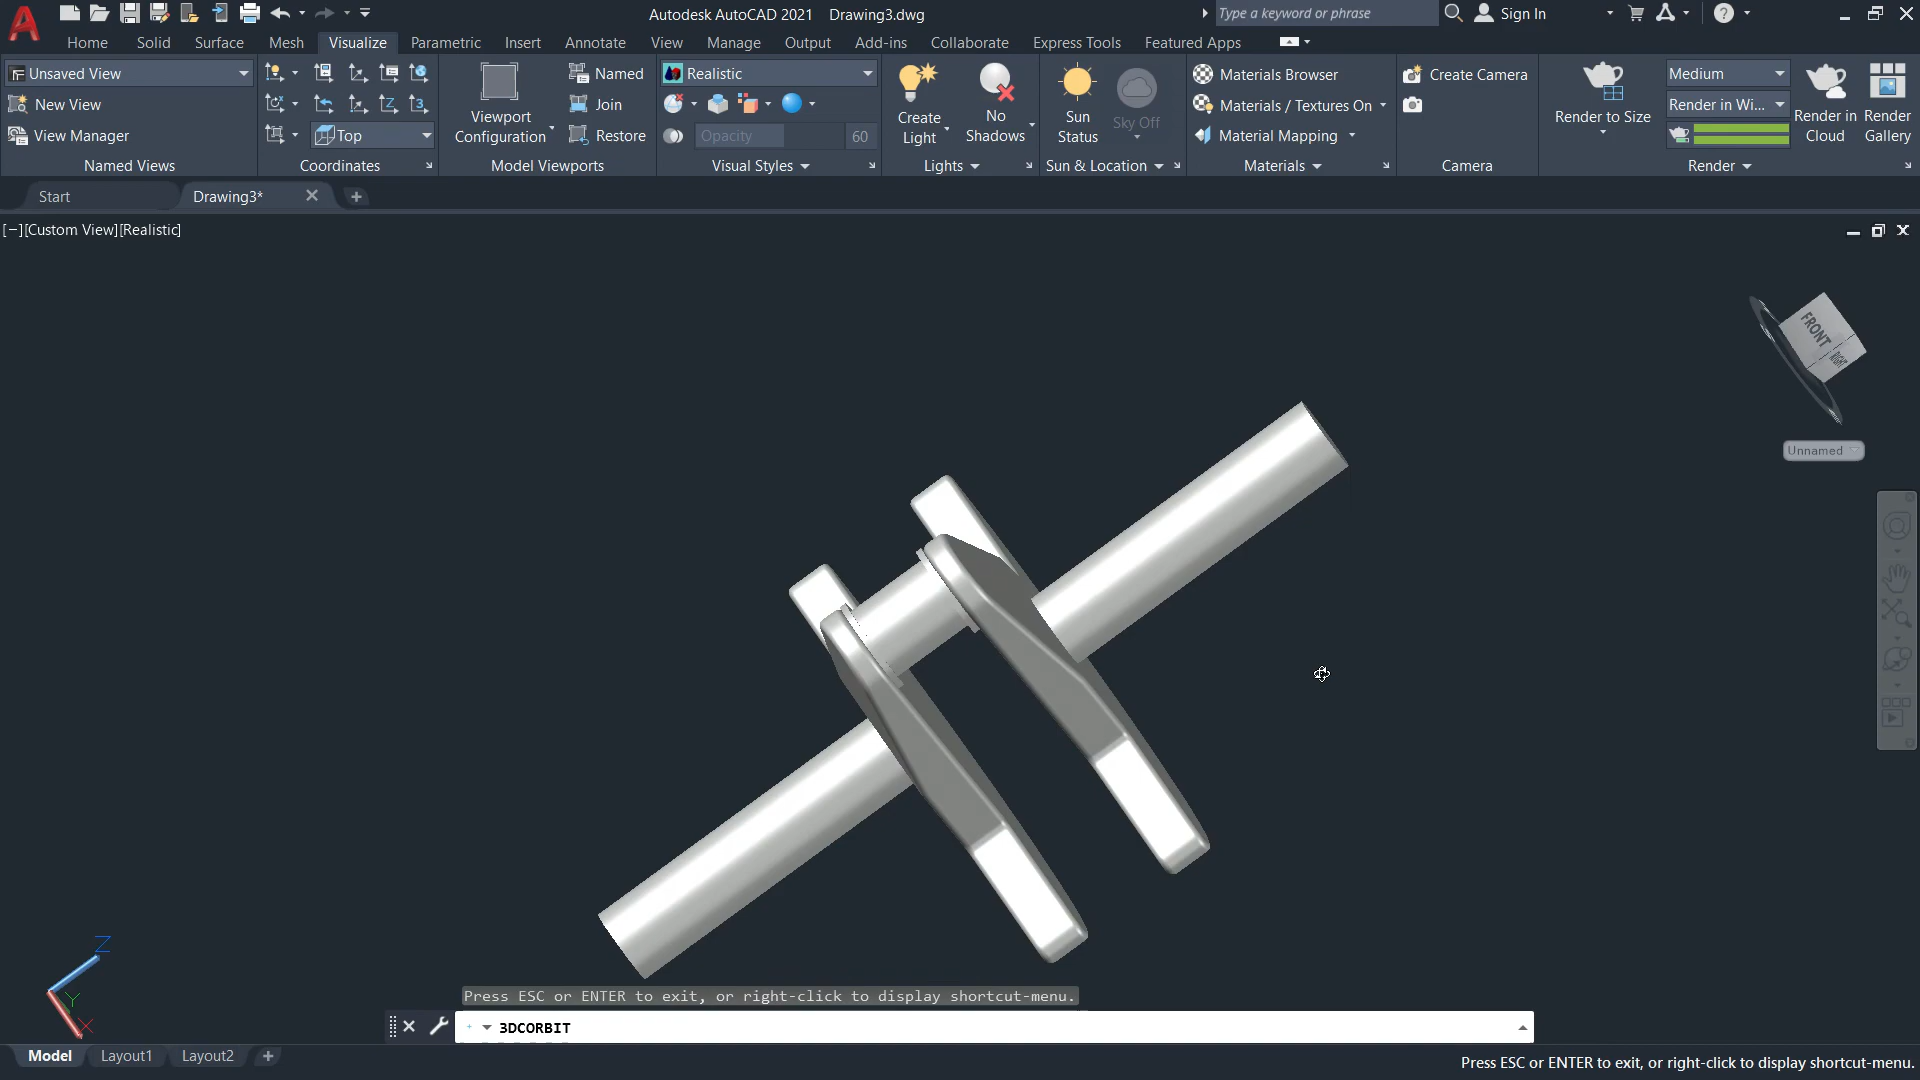 Autodesk AutoCAD 2021 Drawing3.dwg Type a keyword or phrase Sign In
Home Solid Surface Mesh Visualize Parametric Insert Annotate View Manage Output Add-ins Collaborate Express Tools Featured Apps
Unsaved View
New View
View Manager
Named Views
Top
Coordinates
Viewport
Configuration
Named
Join
Restore
Model Viewports
Realistic
Opacity 60
Visual Styles
Create
Light
No
Shadows
Lights
Sun
Status
Sky Off
Sun & Location
Materials Browser
Materials / Textures On
Material Mapping
Materials
Create Camera
Camera
Render to Size
Medium
Render in Wi...
Render in
Cloud
Render
Gallery
Render
Start Drawing3*
[−][Custom View][Realistic]
FRONT
RIGHT
Unnamed
Z
Y
X
Press ESC or ENTER to exit, or right-click to display shortcut-menu.
3DCORBIT
Model Layout1 Layout2
Press ESC or ENTER to exit, or right-click to display shortcut-menu.